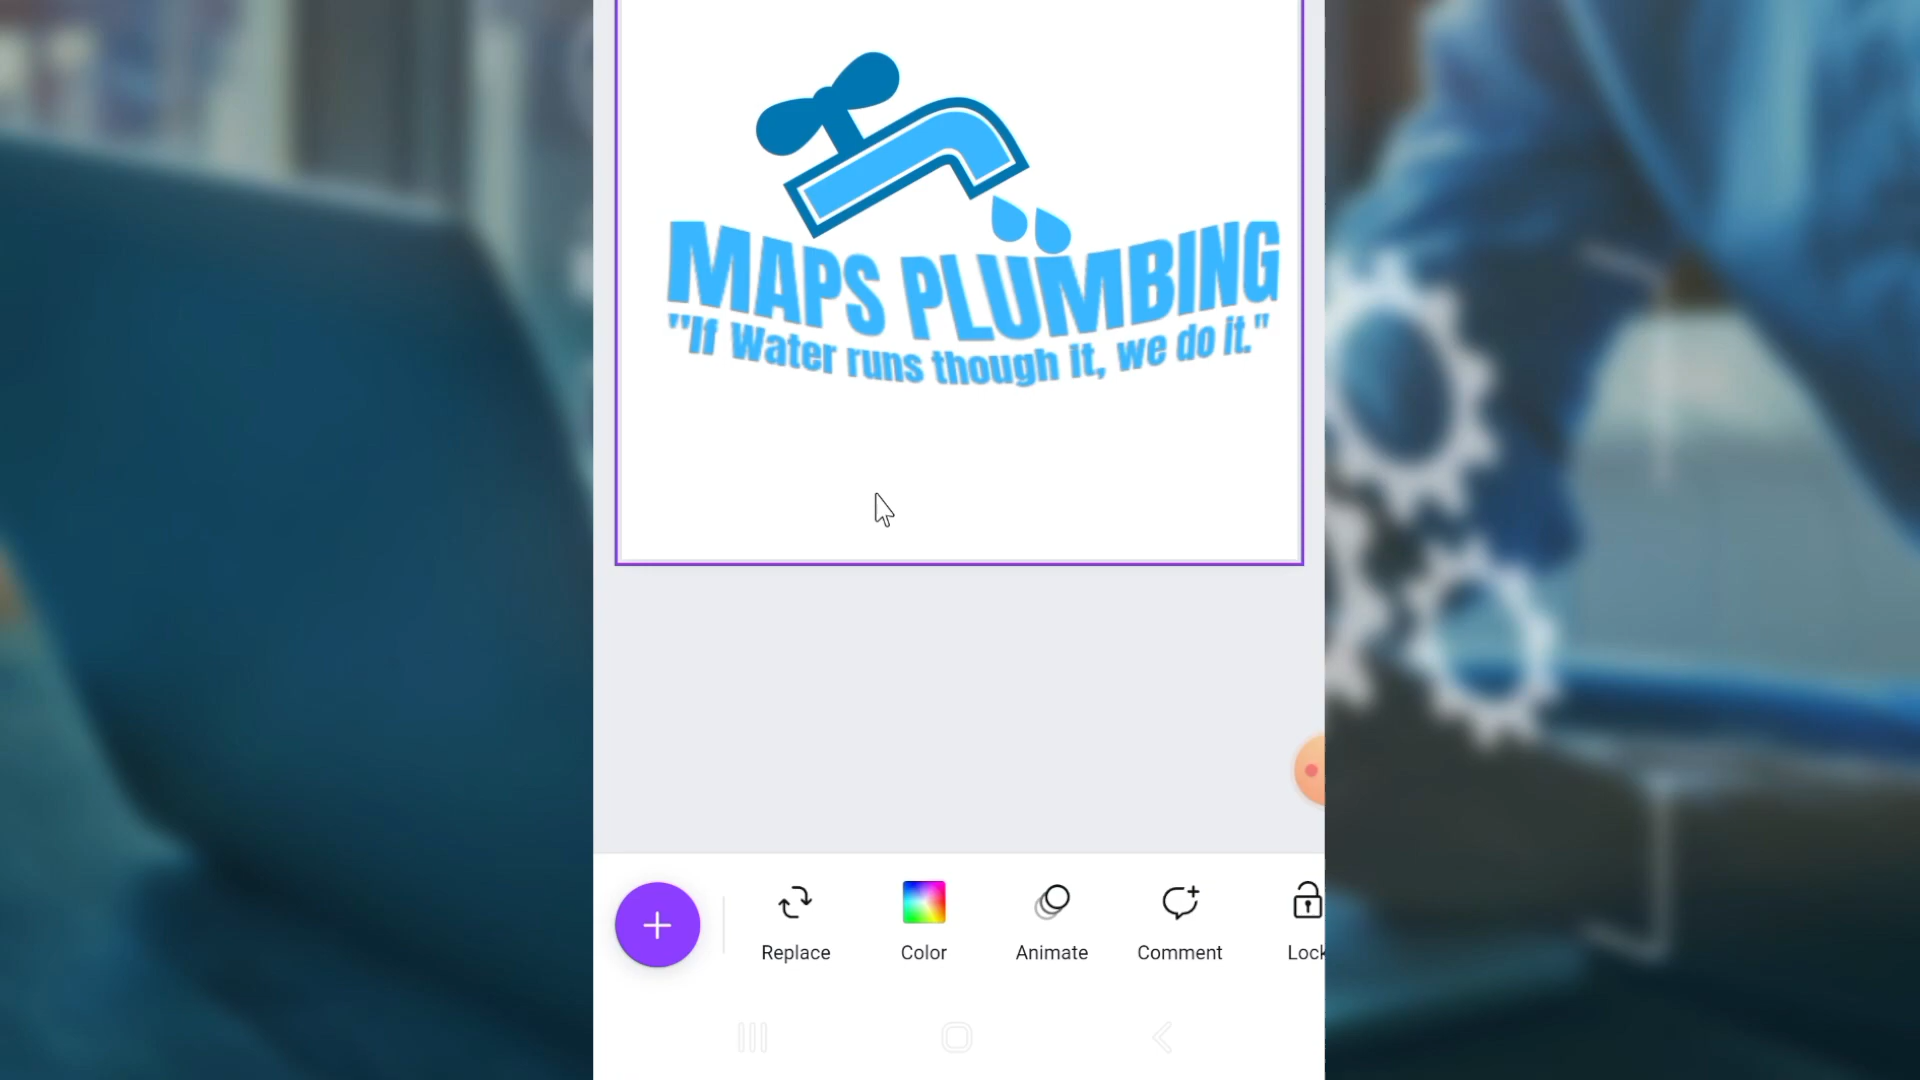 MAPS PLUMBING
"If Water runs though it, we do it."
Replace
Color
Animate
Comment
Lock